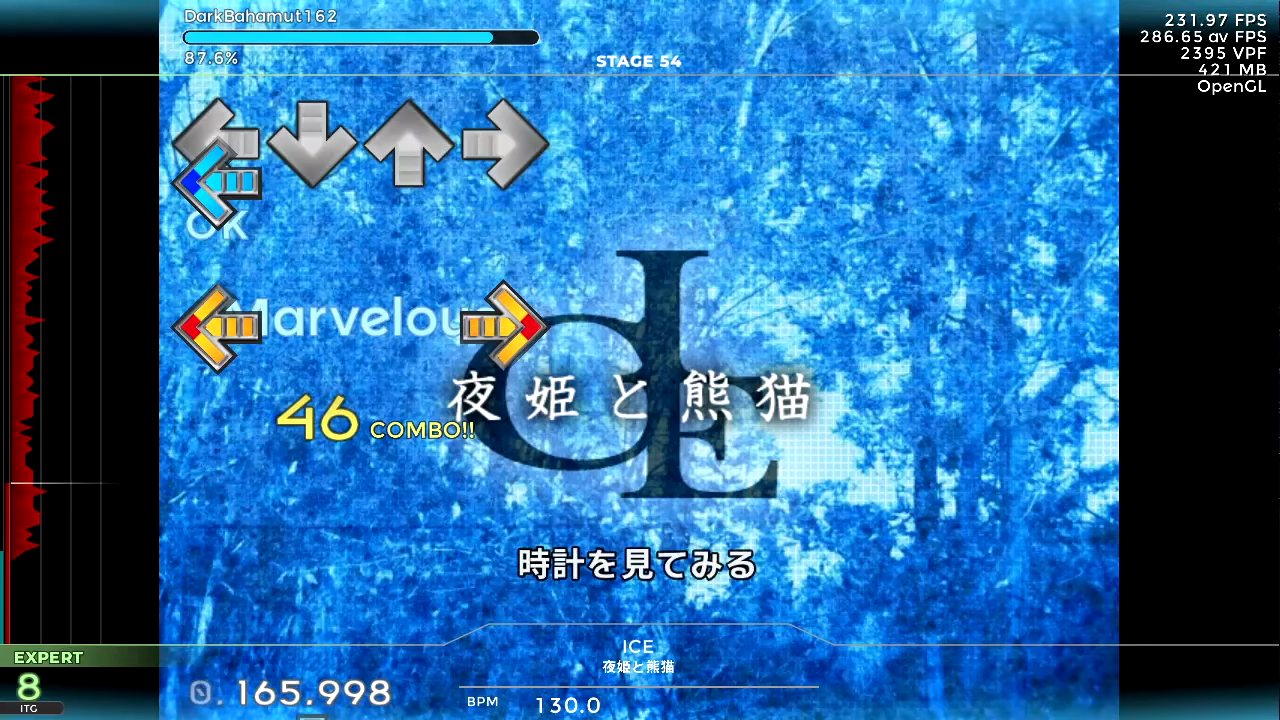 DarkBahamut162
87.6%
STAGE 54
231.97 FPS
286.65 av FPS
2395 VPF
421 MB
OpenGL
OK
Marvelous
ICE
夜姫と熊猫
46 COMBO!!
時計を見てみる
ICE
夜姫と熊猫
EXPERT
8
ITG
0,165,998
BPM 130.0